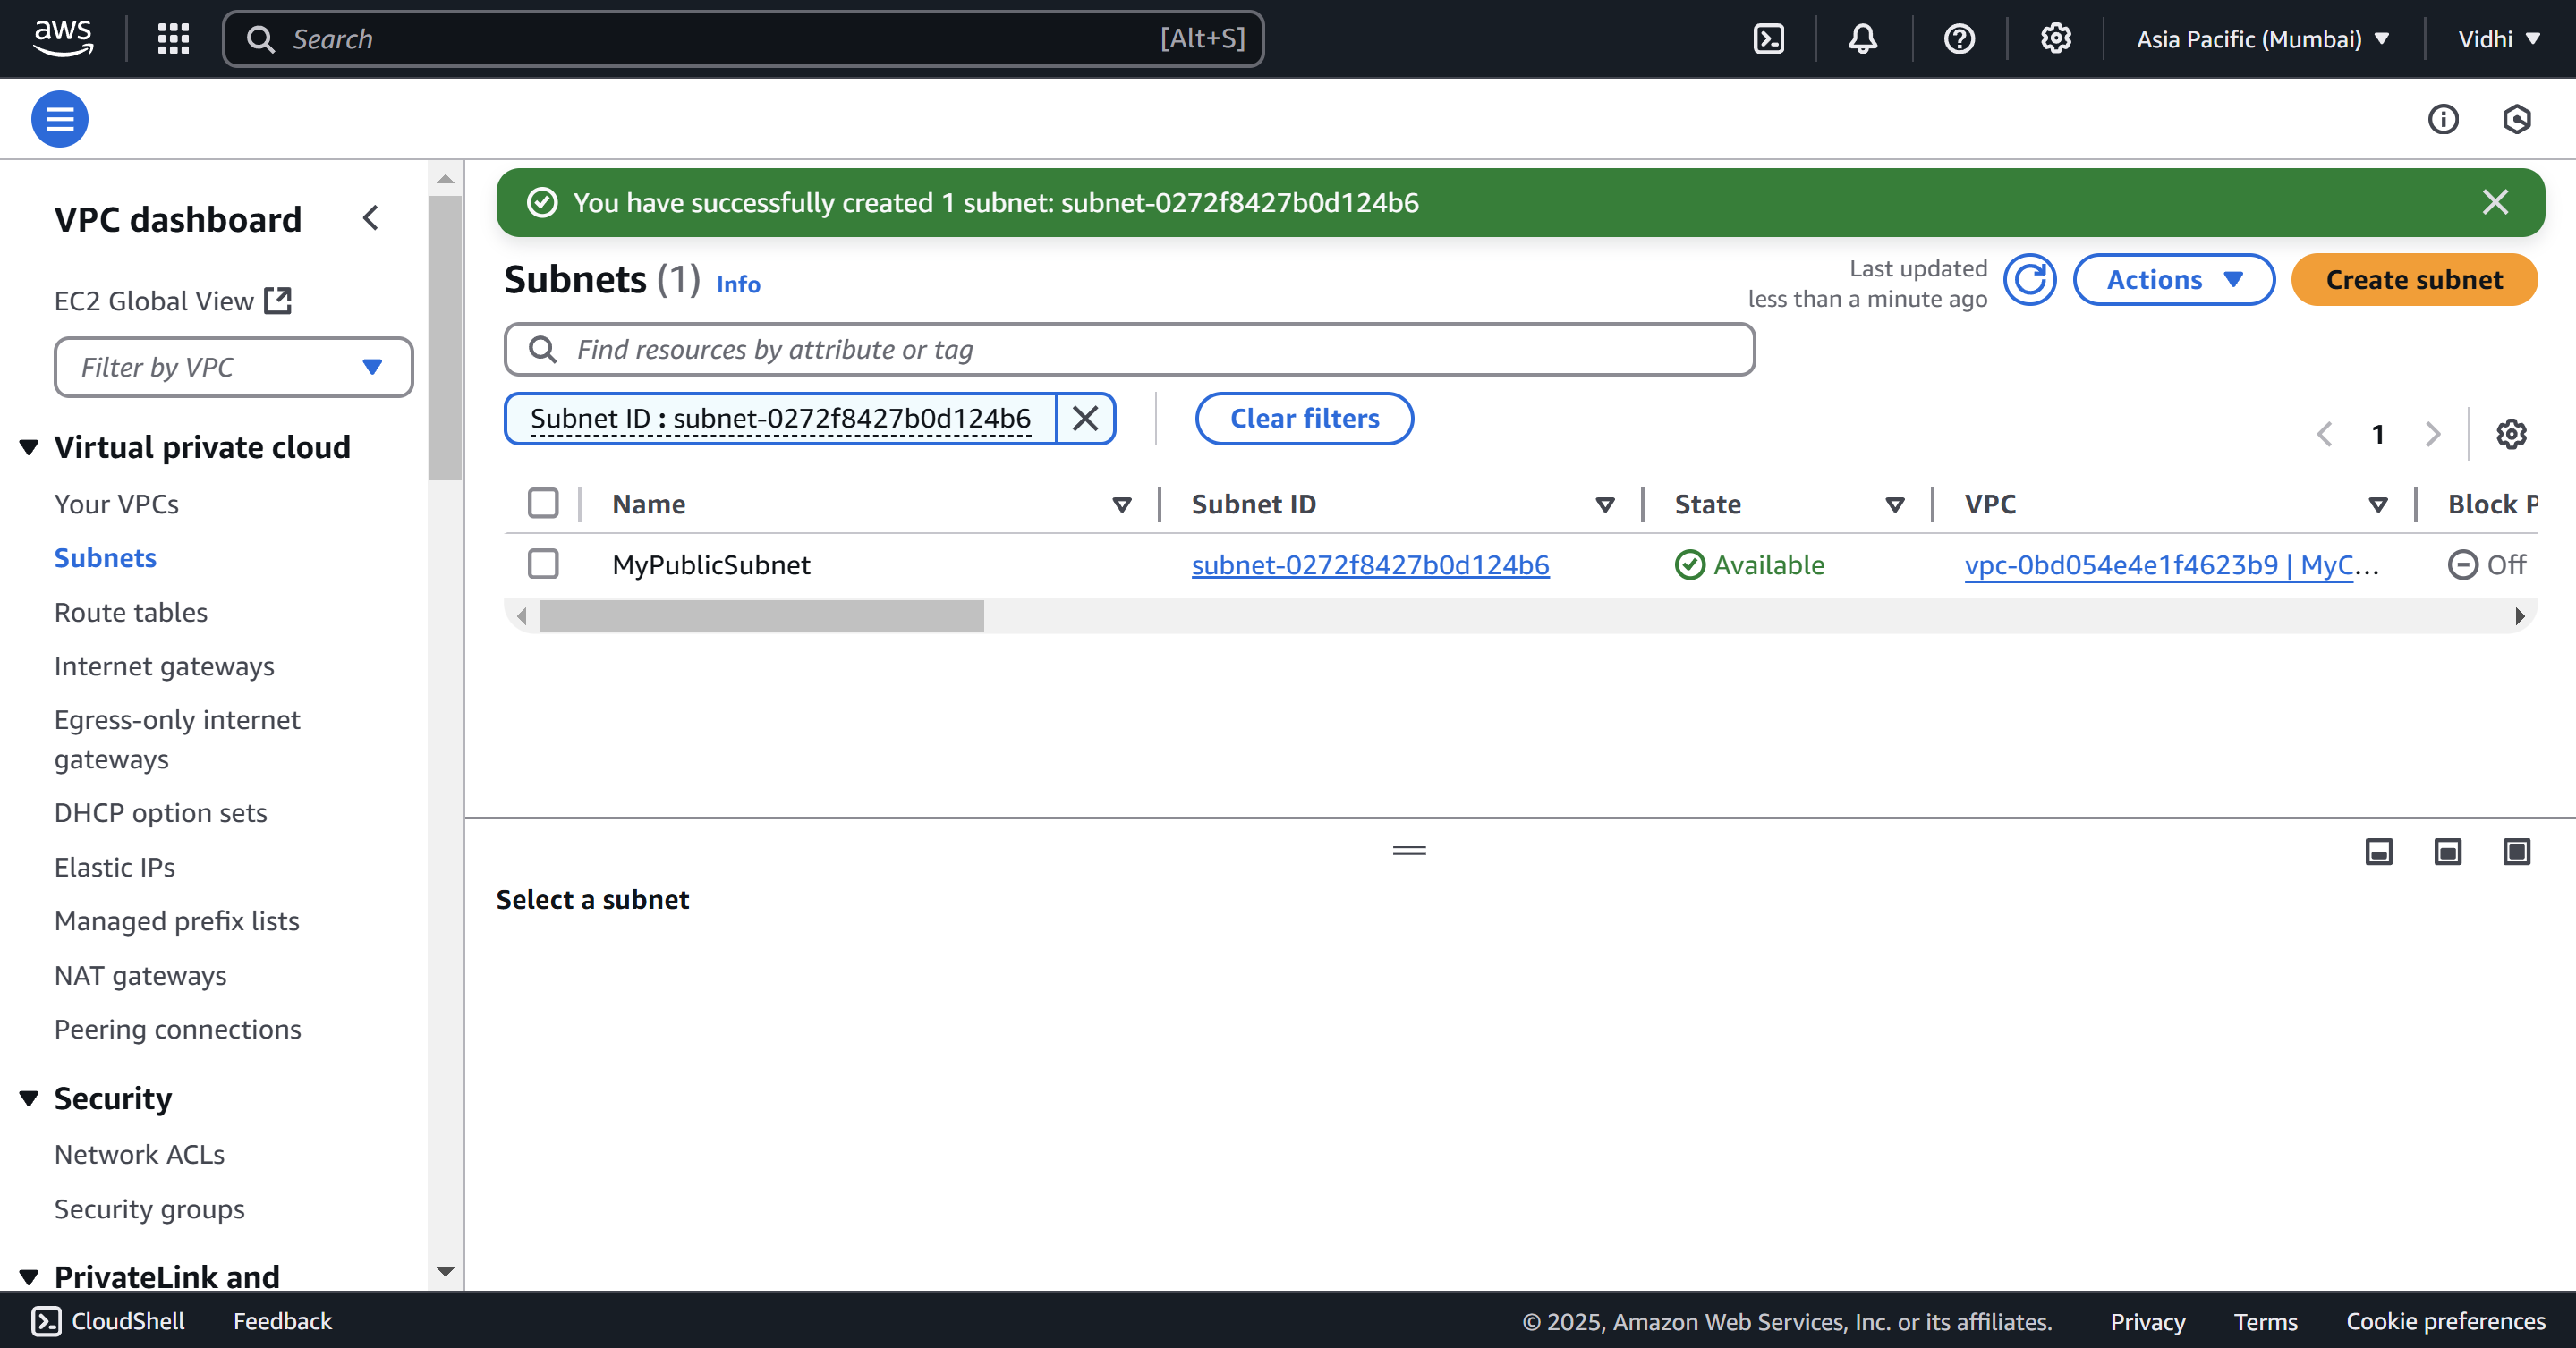 aws
Search [Alt+S]
Asia Pacific (Mumbai)
Vidhi
VPC dashboard
EC2 Global View
Filter by VPC
Virtual private cloud
Your VPCs
Subnets
Route tables
Internet gateways
Egress-only internet
gateways
DHCP option sets
Elastic IPs
Managed prefix lists
NAT gateways
Peering connections
Security
Network ACLs
Security groups
PrivateLink and
You have successfully created 1 subnet: subnet-0272f8427b0d124b6
Subnets (1) Info
Last updated
less than a minute ago
Actions
Create subnet
Find resources by attribute or tag
Subnet ID : subnet-0272f8427b0d124b6
Clear filters
1
Name Subnet ID State VPC Block P
MyPublicSubnet subnet-0272f8427b0d124b6 Available vpc-0bd054e4e1f4623b9 | MyC... Off
Select a subnet
CloudShell Feedback © 2025, Amazon Web Services, Inc. or its affiliates. Privacy Terms Cookie preferences